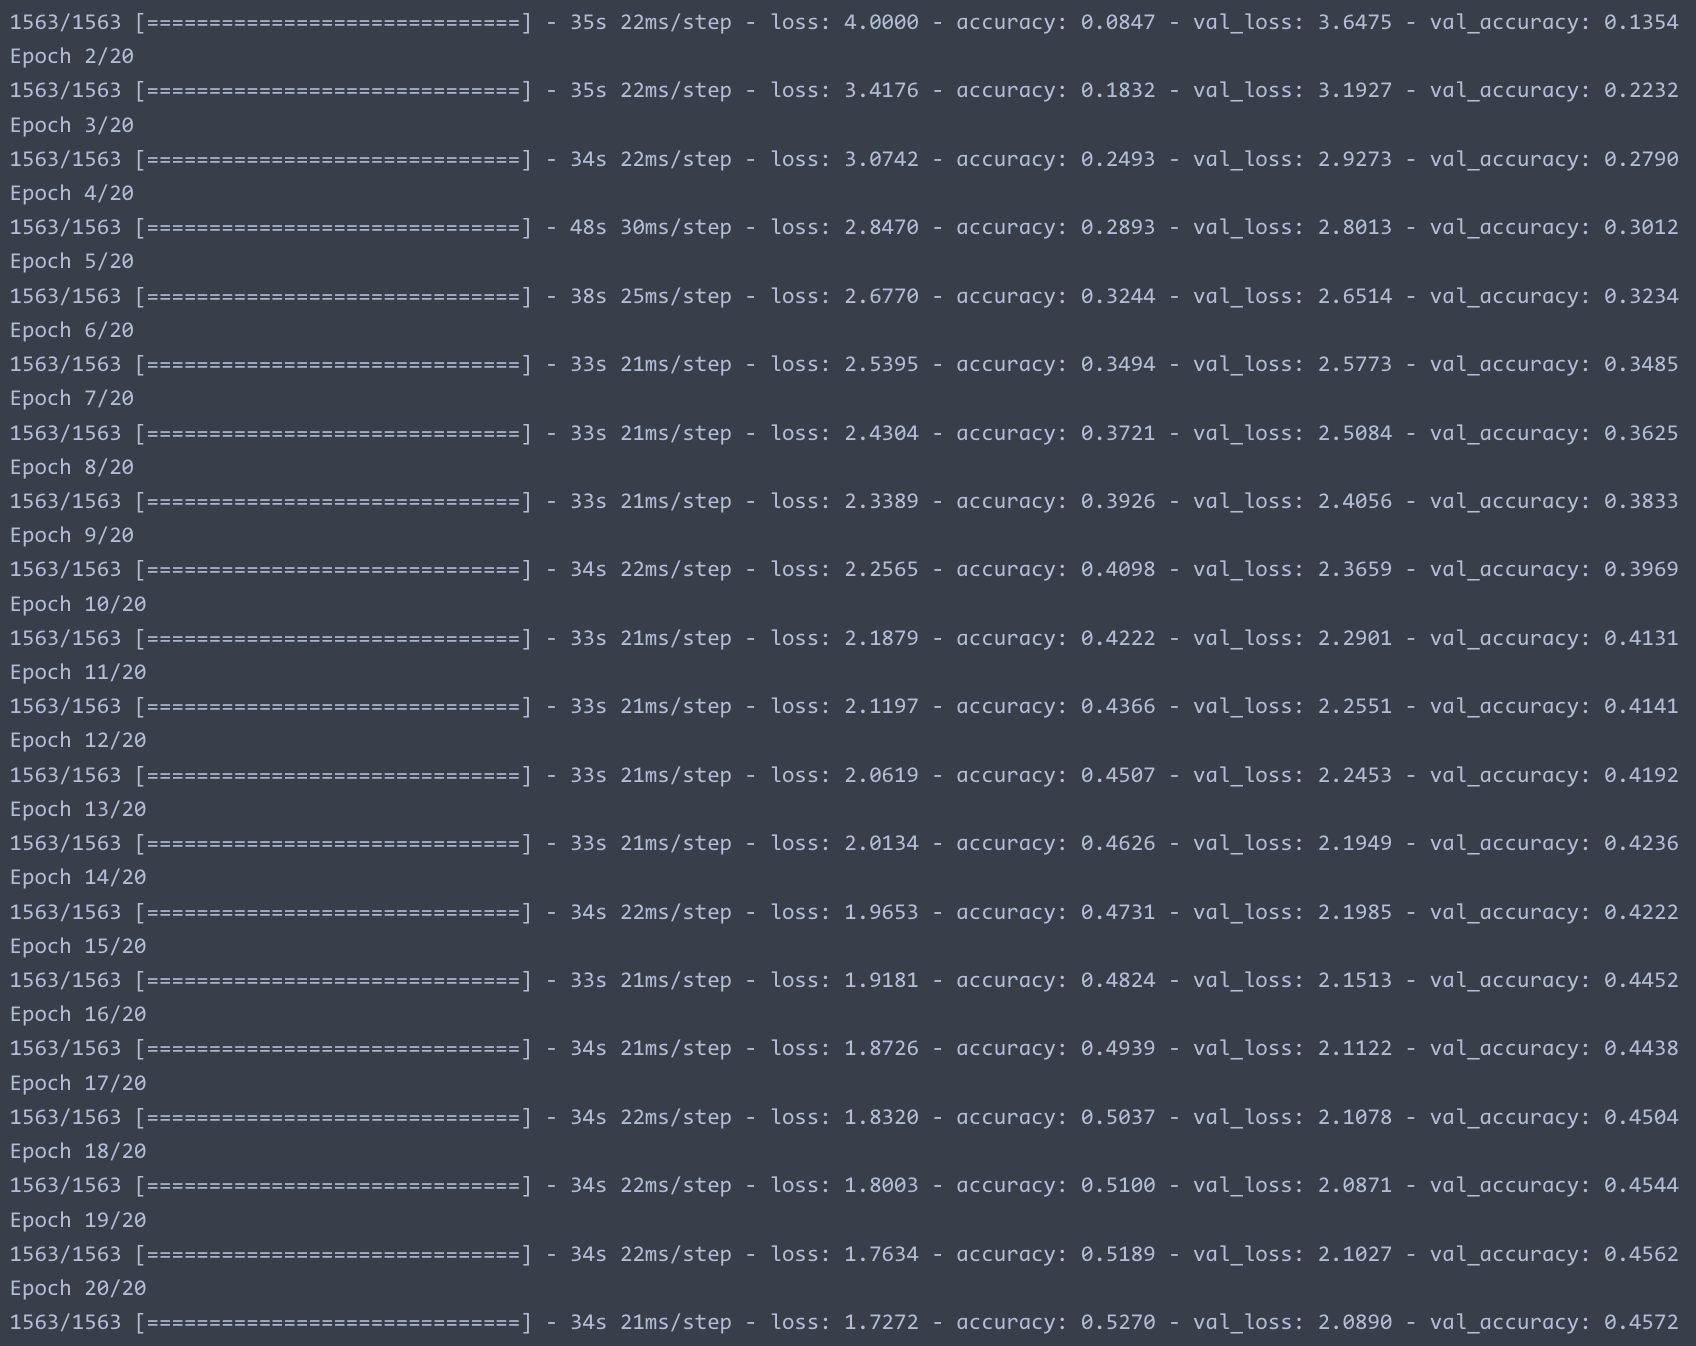 1563/1563 [==============================] - 35s 22ms/step - loss: 4.0000 - accuracy: 0.0847 - val_loss: 3.6475 - val_accuracy: 0.1354
Epoch 2/20
1563/1563 [==============================] - 35s 22ms/step - loss: 3.4176 - accuracy: 0.1832 - val_loss: 3.1927 - val_accuracy: 0.2232
Epoch 3/20
1563/1563 [==============================] - 34s 22ms/step - loss: 3.0742 - accuracy: 0.2493 - val_loss: 2.9273 - val_accuracy: 0.2790
Epoch 4/20
1563/1563 [==============================] - 48s 30ms/step - loss: 2.8470 - accuracy: 0.2893 - val_loss: 2.8013 - val_accuracy: 0.3012
Epoch 5/20
1563/1563 [==============================] - 38s 25ms/step - loss: 2.6770 - accuracy: 0.3244 - val_loss: 2.6514 - val_accuracy: 0.3234
Epoch 6/20
1563/1563 [==============================] - 33s 21ms/step - loss: 2.5395 - accuracy: 0.3494 - val_loss: 2.5773 - val_accuracy: 0.3485
Epoch 7/20
1563/1563 [==============================] - 33s 21ms/step - loss: 2.4304 - accuracy: 0.3721 - val_loss: 2.5084 - val_accuracy: 0.3625
Epoch 8/20
1563/1563 [==============================] - 33s 21ms/step - loss: 2.3389 - accuracy: 0.3926 - val_loss: 2.4056 - val_accuracy: 0.3833
Epoch 9/20
1563/1563 [==============================] - 34s 22ms/step - loss: 2.2565 - accuracy: 0.4098 - val_loss: 2.3659 - val_accuracy: 0.3969
Epoch 10/20
1563/1563 [==============================] - 33s 21ms/step - loss: 2.1879 - accuracy: 0.4222 - val_loss: 2.2901 - val_accuracy: 0.4131
Epoch 11/20
1563/1563 [==============================] - 33s 21ms/step - loss: 2.1197 - accuracy: 0.4366 - val_loss: 2.2551 - val_accuracy: 0.4141
Epoch 12/20
1563/1563 [==============================] - 33s 21ms/step - loss: 2.0619 - accuracy: 0.4507 - val_loss: 2.2453 - val_accuracy: 0.4192
Epoch 13/20
1563/1563 [==============================] - 33s 21ms/step - loss: 2.0134 - accuracy: 0.4626 - val_loss: 2.1949 - val_accuracy: 0.4236
Epoch 14/20
1563/1563 [==============================] - 34s 22ms/step - loss: 1.9653 - accuracy: 0.4731 - val_loss: 2.1985 - val_accuracy: 0.4222
Epoch 15/20
1563/1563 [==============================] - 33s 21ms/step - loss: 1.9181 - accuracy: 0.4824 - val_loss: 2.1513 - val_accuracy: 0.4452
Epoch 16/20
1563/1563 [==============================] - 34s 21ms/step - loss: 1.8726 - accuracy: 0.4939 - val_loss: 2.1122 - val_accuracy: 0.4438
Epoch 17/20
1563/1563 [==============================] - 34s 22ms/step - loss: 1.8320 - accuracy: 0.5037 - val_loss: 2.1078 - val_accuracy: 0.4504
Epoch 18/20
1563/1563 [==============================] - 34s 22ms/step - loss: 1.8003 - accuracy: 0.5100 - val_loss: 2.0871 - val_accuracy: 0.4544
Epoch 19/20
1563/1563 [==============================] - 34s 22ms/step - loss: 1.7634 - accuracy: 0.5189 - val_loss: 2.1027 - val_accuracy: 0.4562
Epoch 20/20
1563/1563 [==============================] - 34s 21ms/step - loss: 1.7272 - accuracy: 0.5270 - val_loss: 2.0890 - val_accuracy: 0.4572